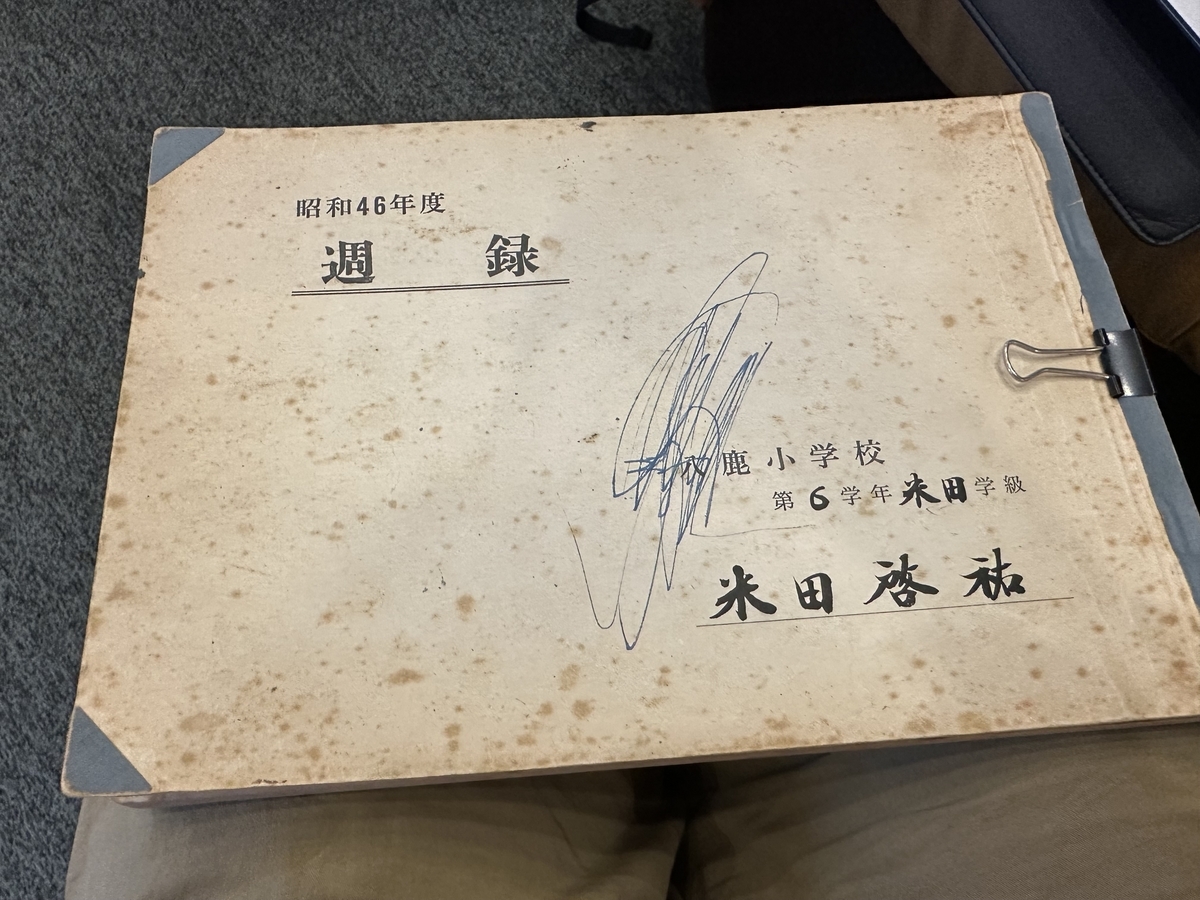 昭和46年度
週 録
鹿小学校
第6学年米田学級
米田啓祐